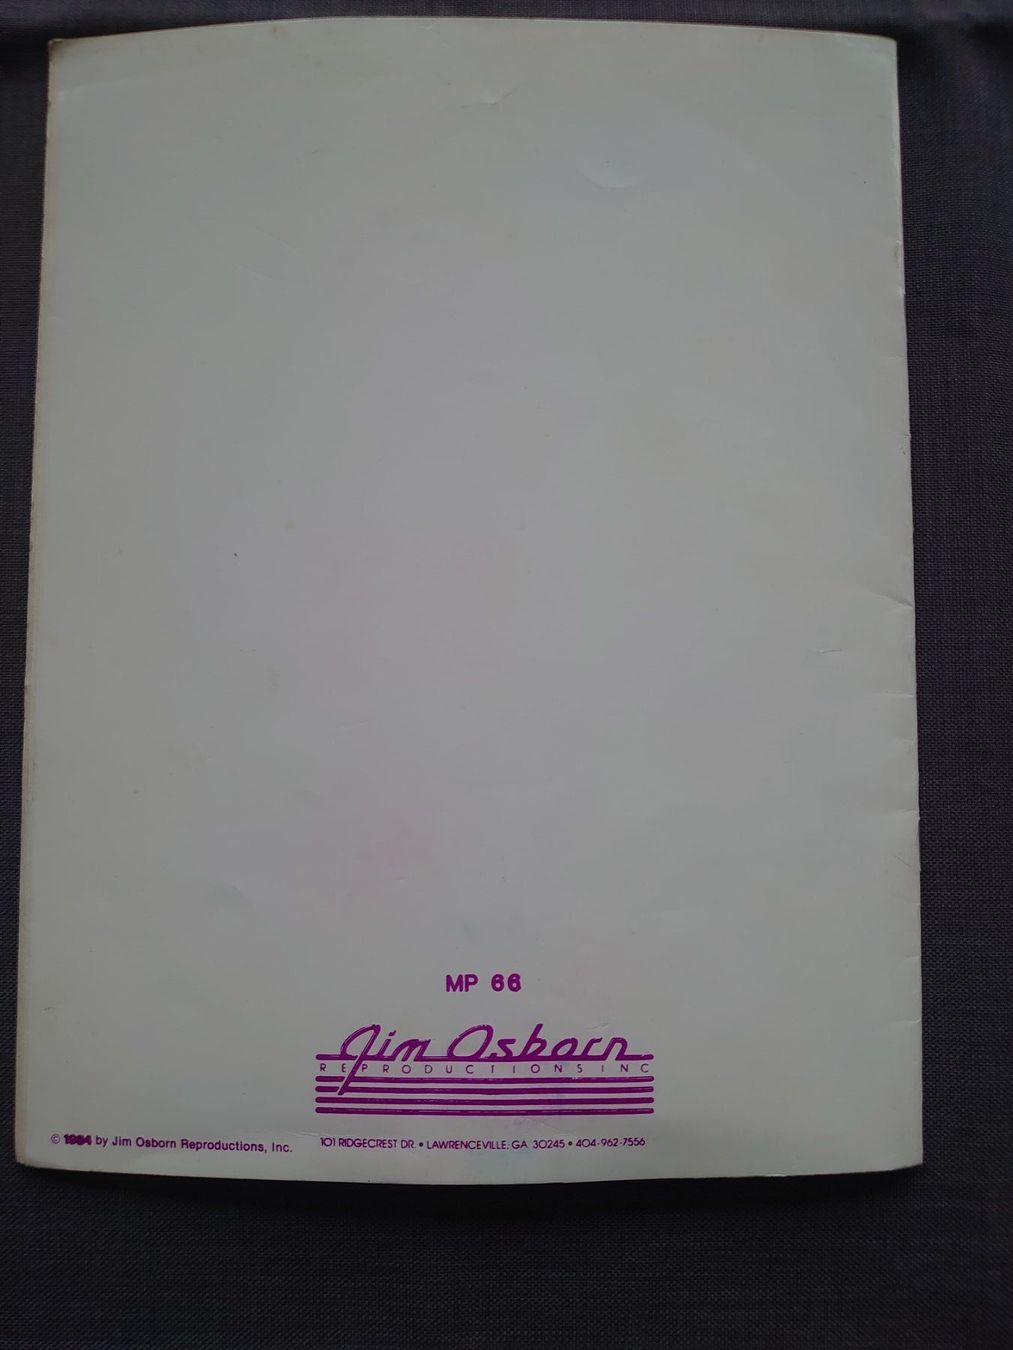 MP 66
Jim Osborn
REPRODUCTIONS INC
© 1984 by Jim Osborn Reproductions, Inc.
101 RIDGECREST DR. • LAWRENCEVILLE, GA 30245 • 404-962-7556